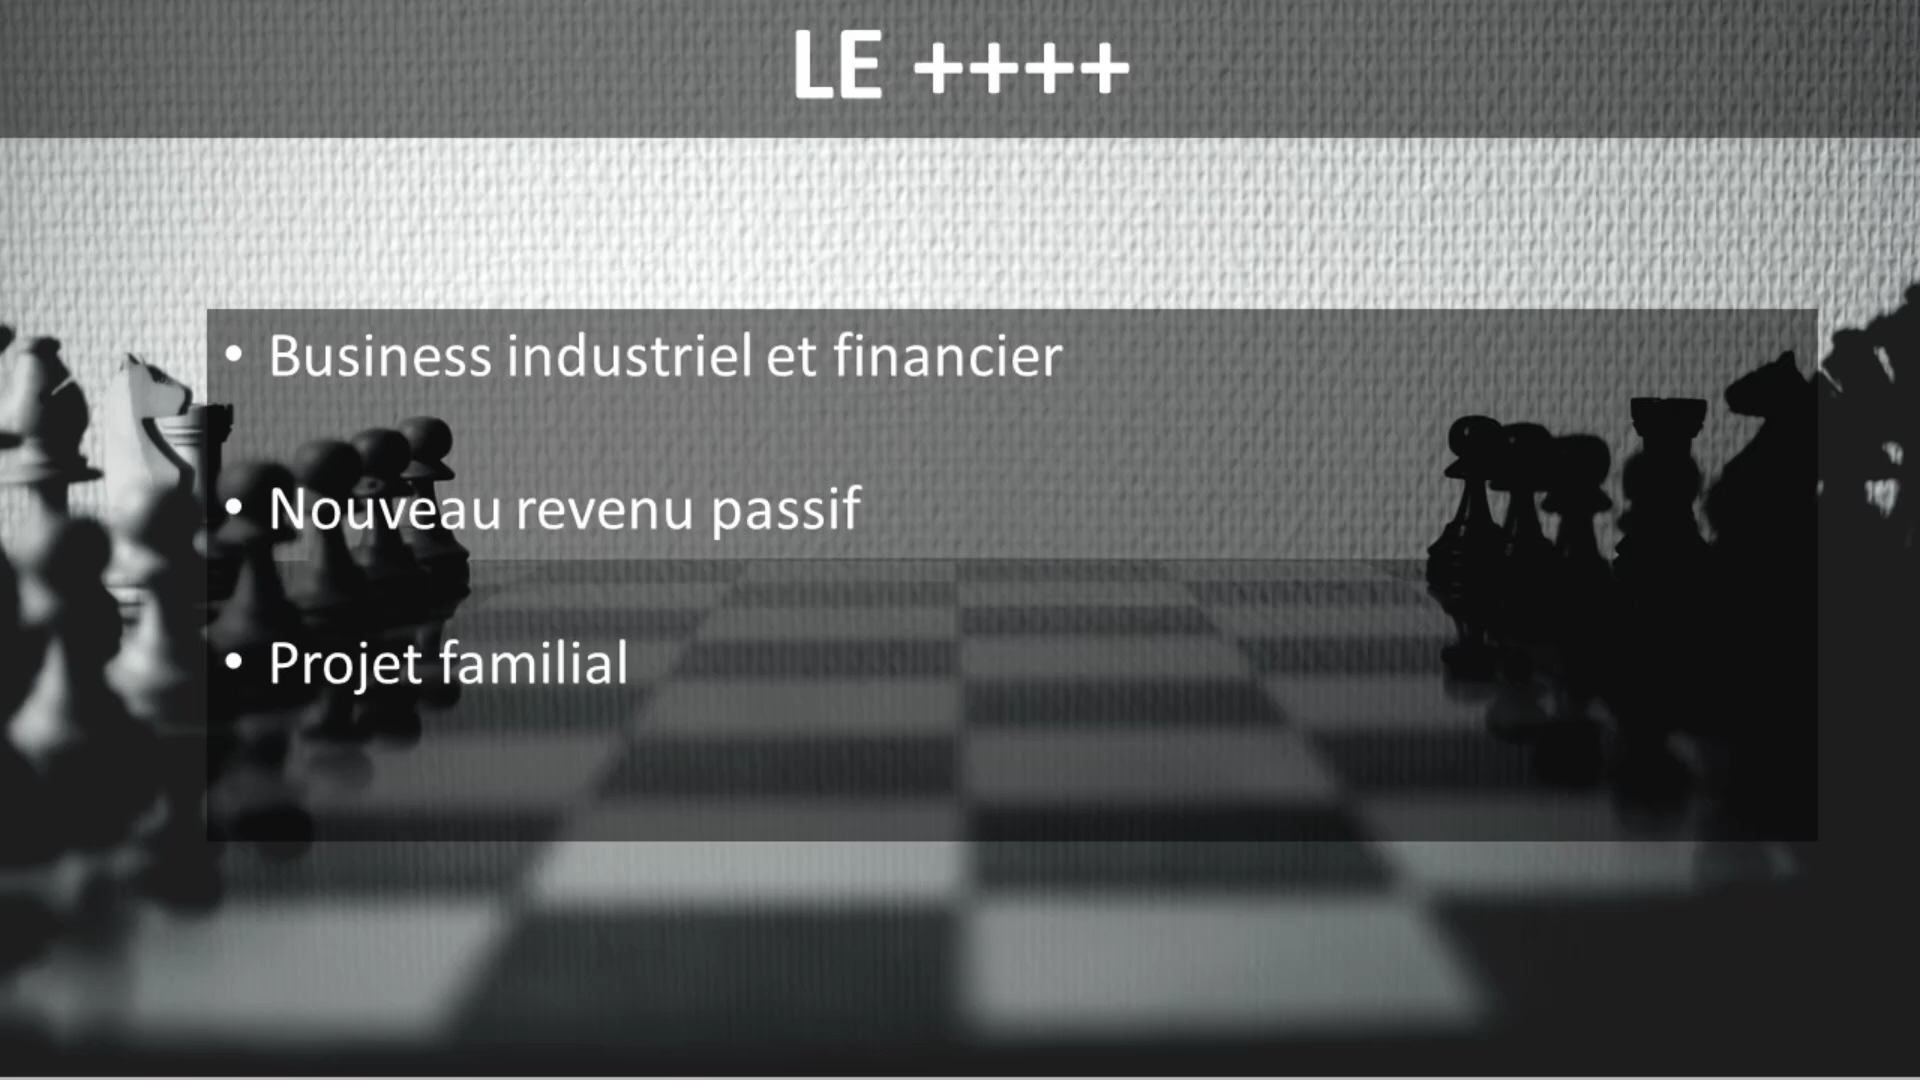 LE ++++
• Business industriel et financier
• Nouveau revenu passif
• Projet familial